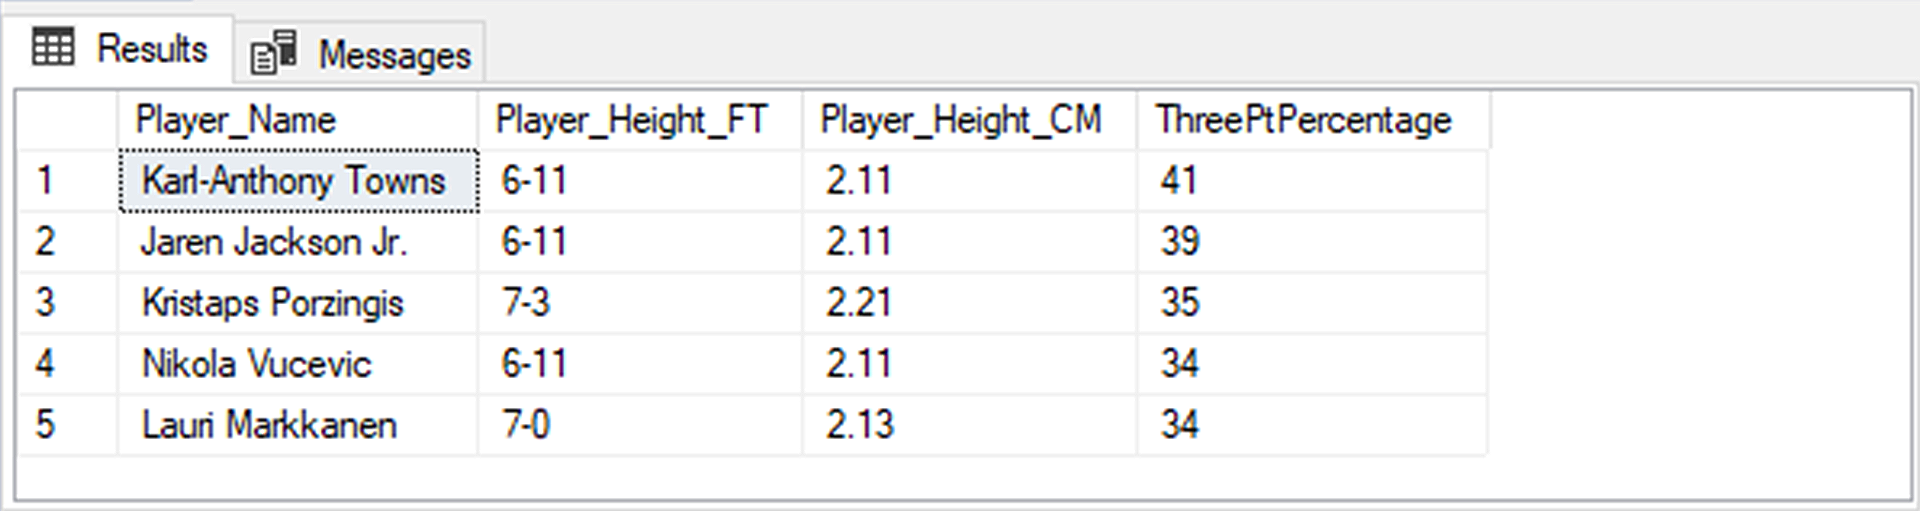 Results Messages
Player_Name Player_Height_FT Player_Height_CM ThreePtPercentage
1 Karl-Anthony Towns 6-11 2.11 41
2 Jaren Jackson Jr. 6-11 2.11 39
3 Kristaps Porzingis 7-3 2.21 35
4 Nikola Vucevic 6-11 2.11 34
5 Lauri Markkanen 7-0 2.13 34